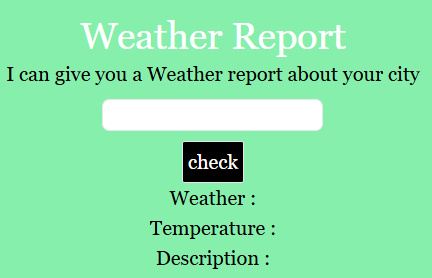 Weather Report
I can give you a Weather report about your city
check
Weather :
Temperature :
Description :